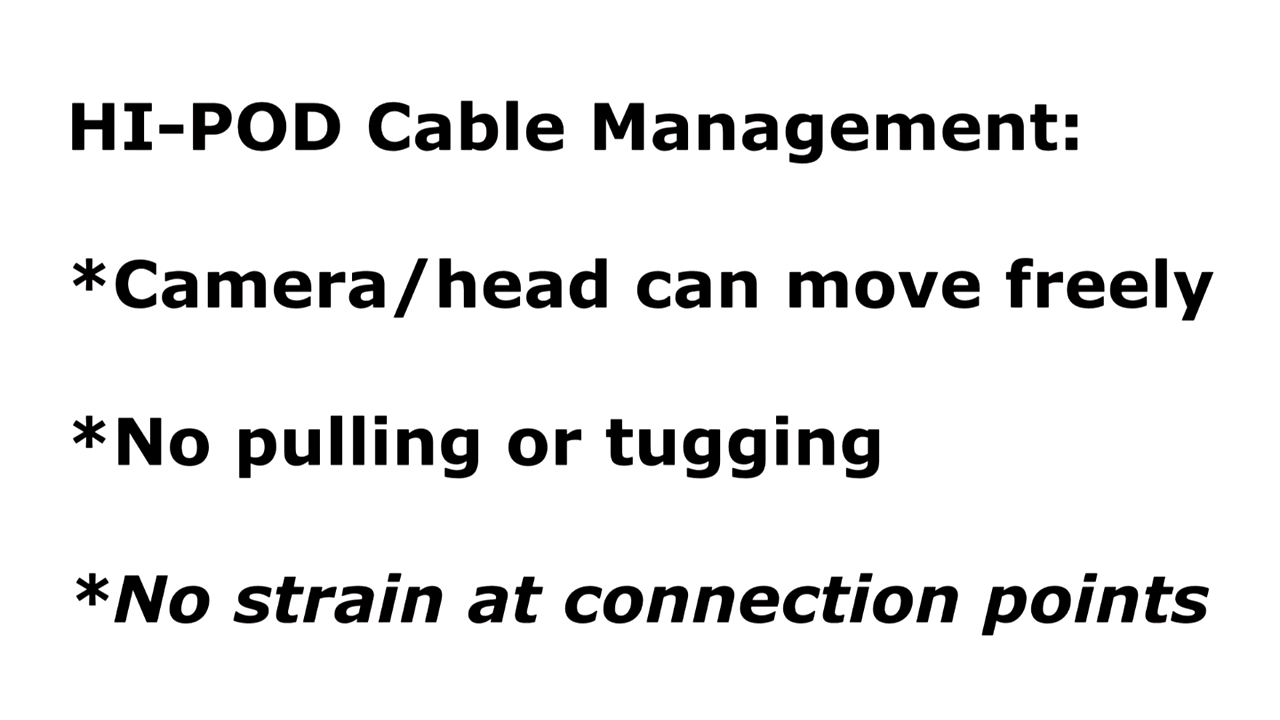 HI-POD Cable Management:
*Camera/head can move freely
*No pulling or tugging
*No strain at connection points